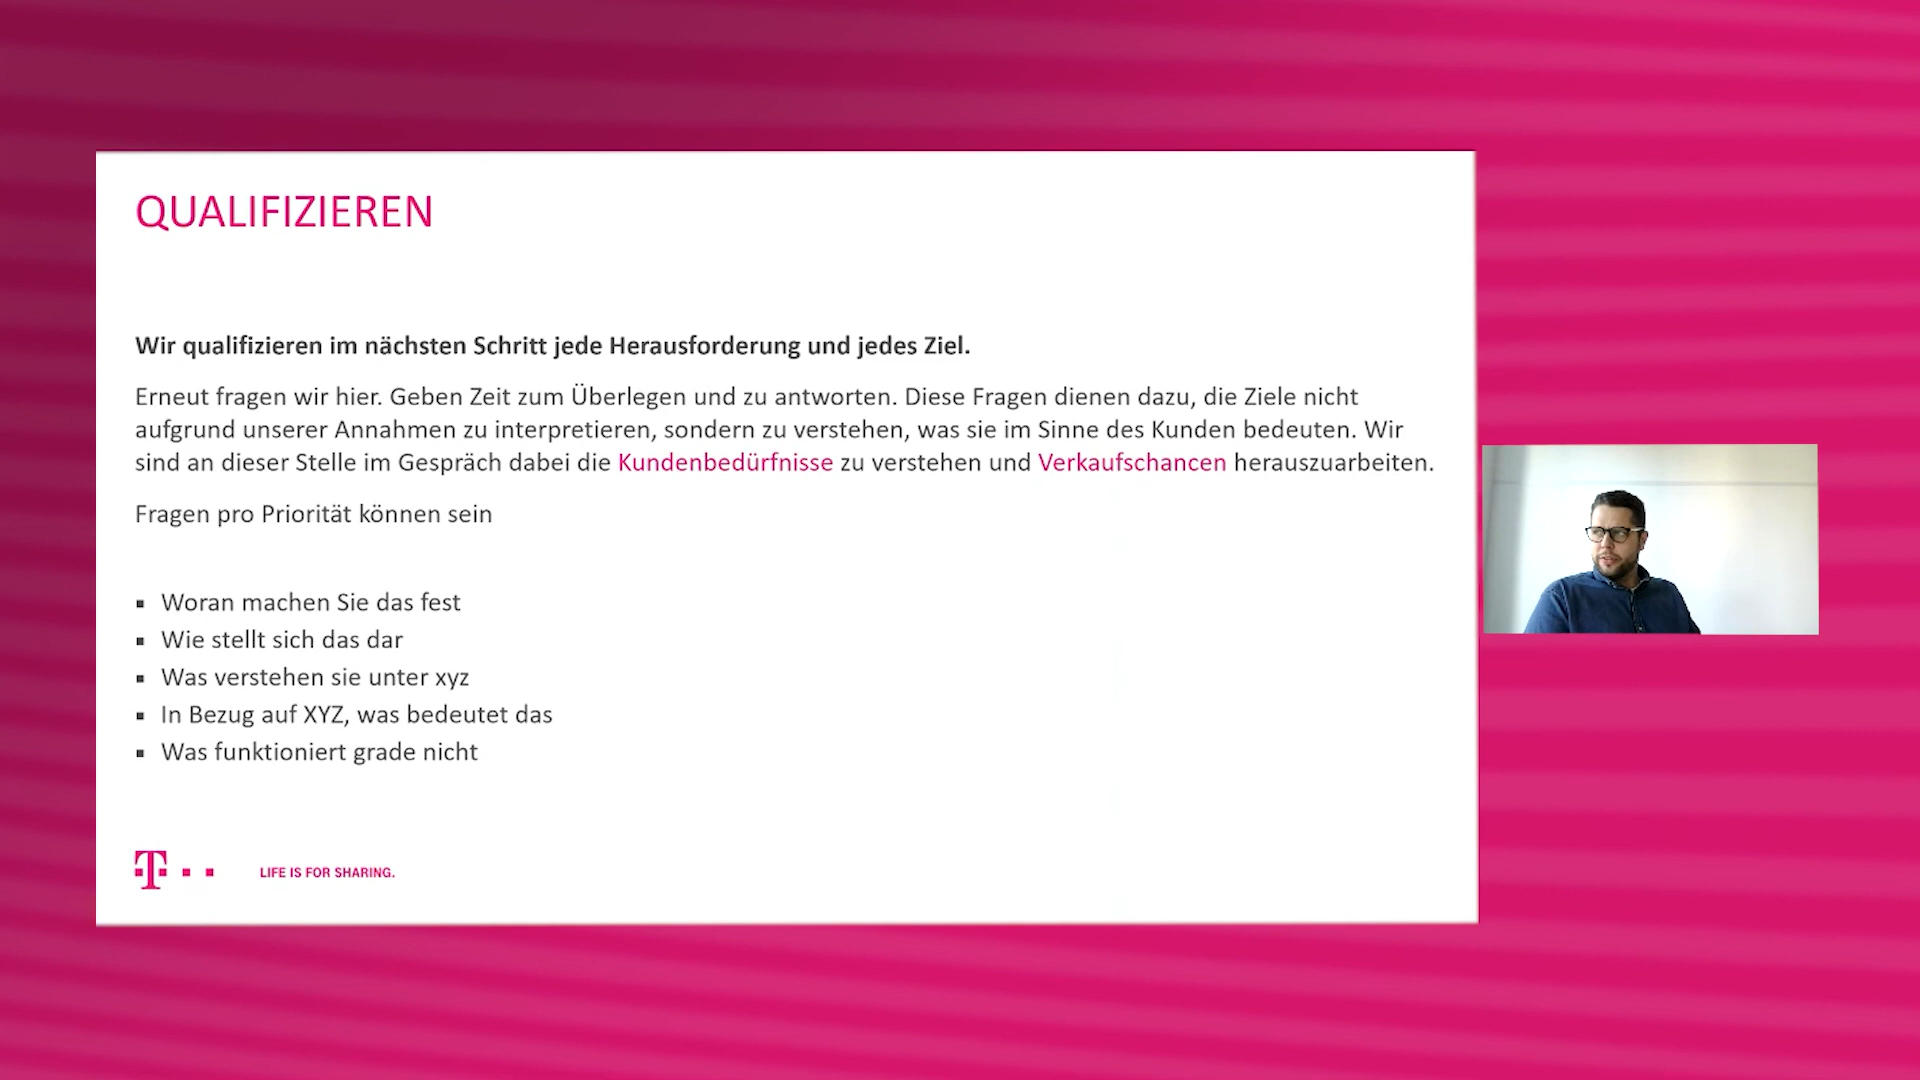 QUALIFIZIEREN
Wir qualifizieren im nächsten Schritt jede Herausforderung und jedes Ziel.
Erneut fragen wir hier. Geben Zeit zum Überlegen und zu antworten. Diese Fragen dienen dazu, die Ziele nicht
aufgrund unserer Annahmen zu interpretieren, sondern zu verstehen, was sie im Sinne des Kunden bedeuten. Wir
sind an dieser Stelle im Gespräch dabei die Kundenbedürfnisse zu verstehen und Verkaufschancen herauszuarbeiten.
Fragen pro Priorität können sein
▪ Woran machen Sie das fest
▪ Wie stellt sich das dar
▪ Was verstehen sie unter xyz
▪ In Bezug auf XYZ, was bedeutet das
▪ Was funktioniert grade nicht
T LIFE IS FOR SHARING.